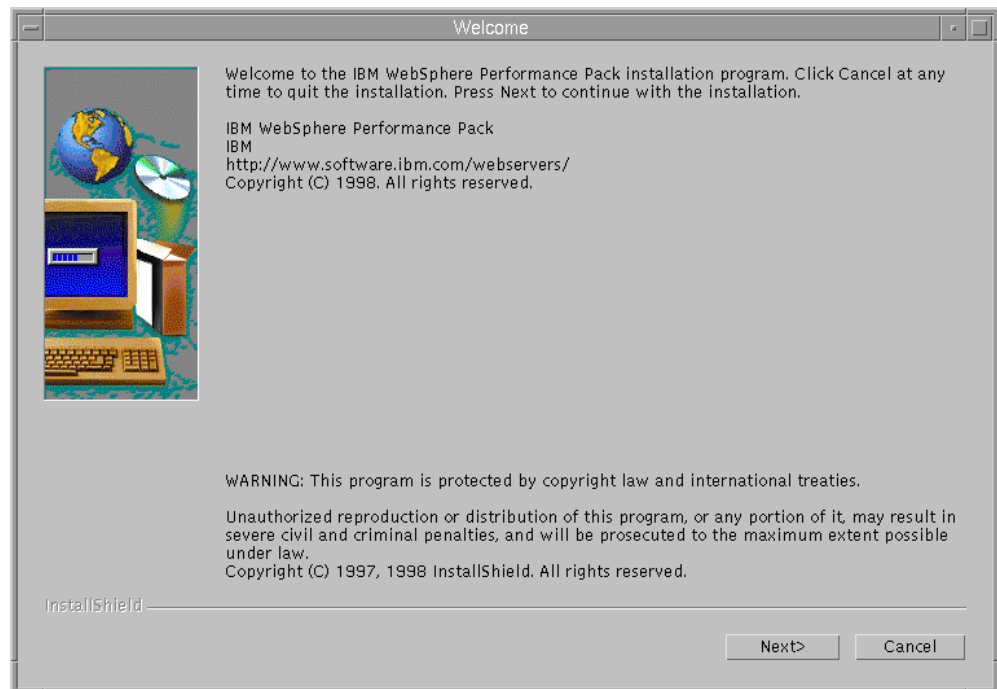 Welcome
Welcome to the IBM WebSphere Performance Pack installation program. Click Cancel at any
time to quit the installation. Press Next to continue with the installation.
IBM WebSphere Performance Pack
IBM
http://www.software.ibm.com/webservers/
Copyright (C) 1998. All rights reserved.
WARNING: This program is protected by copyright law and international treaties.
Unauthorized reproduction or distribution of this program, or any portion of it, may result in
severe civil and criminal penalties, and will be prosecuted to the maximum extent possible
under law.
Copyright (C) 1997, 1998 InstallShield. All rights reserved.
InstallShield
Next>
Cancel